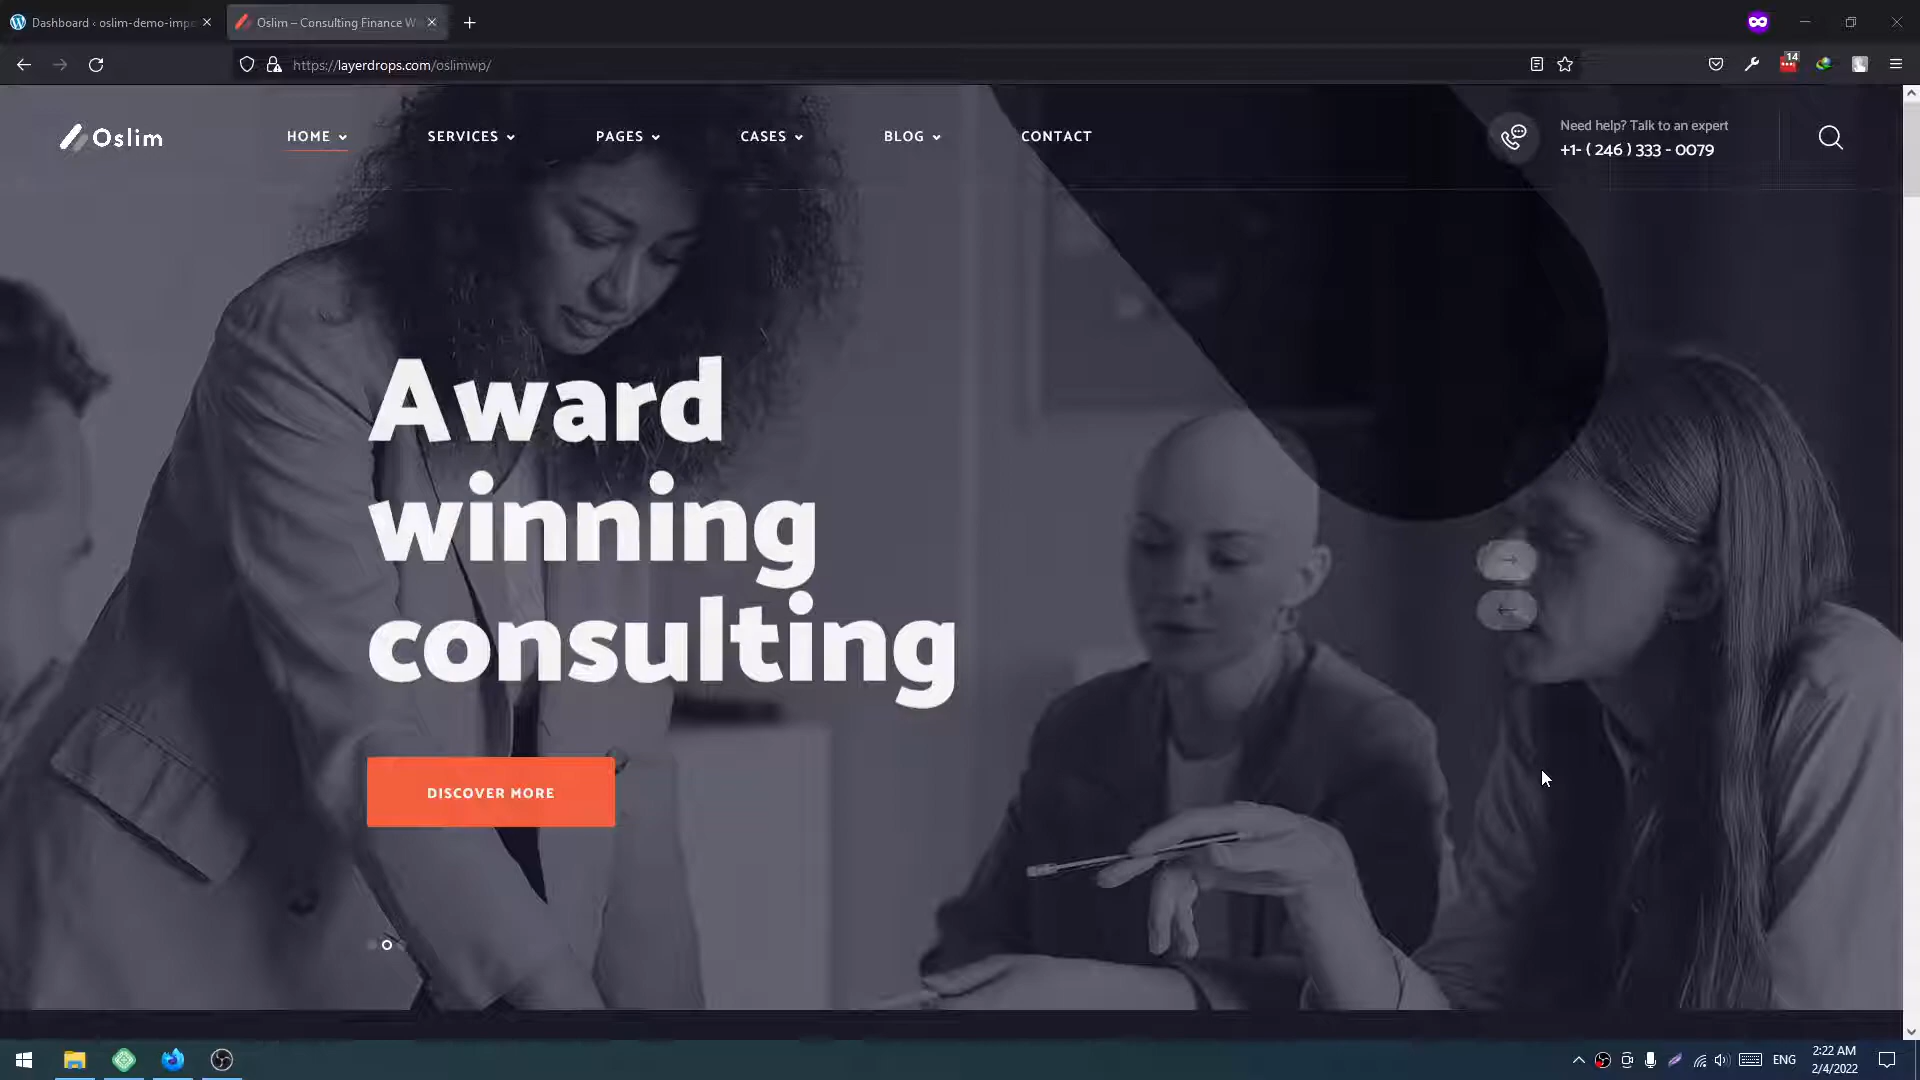 Dashboard ‹ oslim-demo-impo
Oslim – Consulting Finance W
https://layerdrops.com/oslimwp/
14
Oslim
HOME
SERVICES
PAGES
CASES
BLOG
CONTACT
Need help? Talk to an expert
+1- ( 246 ) 333 - 0079
Award
winning
consulting
DISCOVER MORE
ENG
2:22 AM
2/4/2022